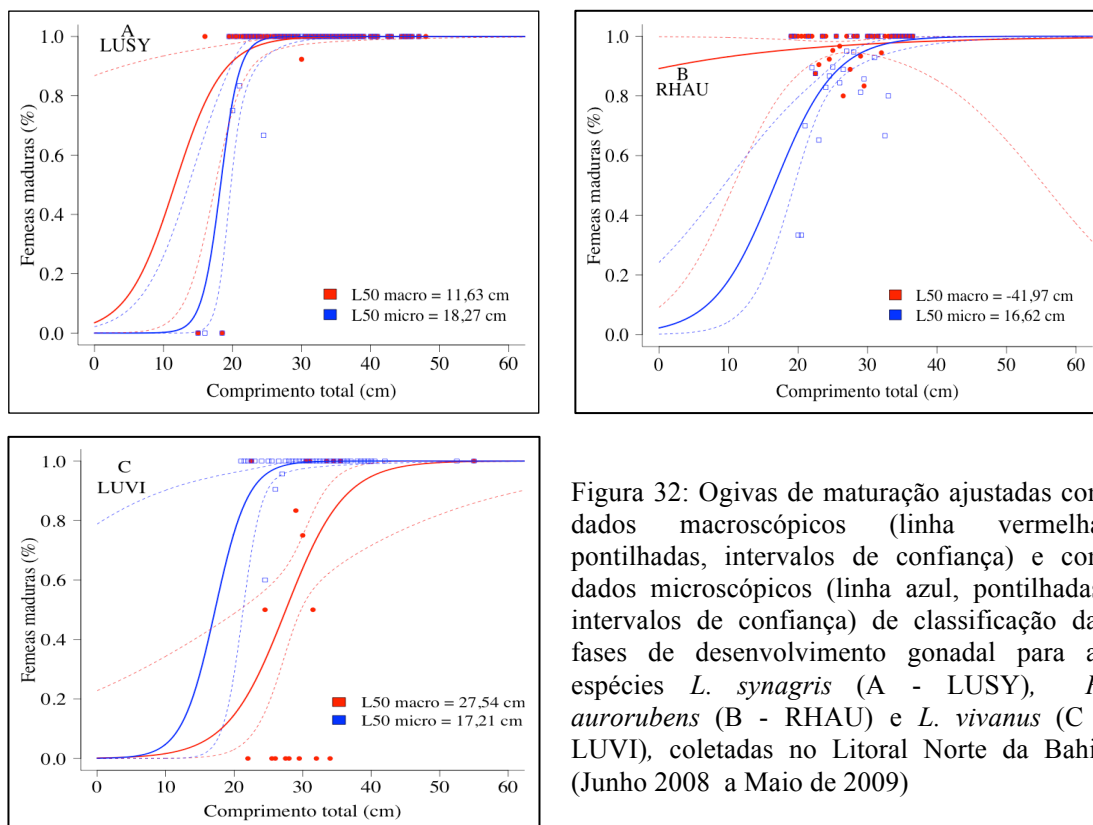 A
LUSY
Femeas maduras (%)
1.0
0.8
0.6
0.4
0.2
0.0
L50 macro = 11,63 cm
L50 micro = 18,27 cm
0 10 20 30 40 50 60
Comprimento total (cm)
B
RHAU
Femeas maduras (%)
1.0
0.8
0.6
0.4
0.2
0.0
L50 macro = -41,97 cm
L50 micro = 16,62 cm
0 10 20 30 40 50 60
Comprimento total (cm)
C
LUVI
Femeas maduras (%)
1.0
0.8
0.6
0.4
0.2
0.0
L50 macro = 27,54 cm
L50 micro = 17,21 cm
0 10 20 30 40 50 60
Comprimento total (cm)
Figura 32: Ogivas de maturação ajustadas con
dados macroscópicos (linha vermelha
pontilhadas, intervalos de confiança) e con
dados microscópicos (linha azul, pontilhadas
intervalos de confiança) de classificação da
fases de desenvolvimento gonadal para a
espécies L. synagris (A - LUSY),
aurorubens (B - RHAU) e L. vivanus (C
LUVI), coletadas no Litoral Norte da Bahi
(Junho 2008 a Maio de 2009)